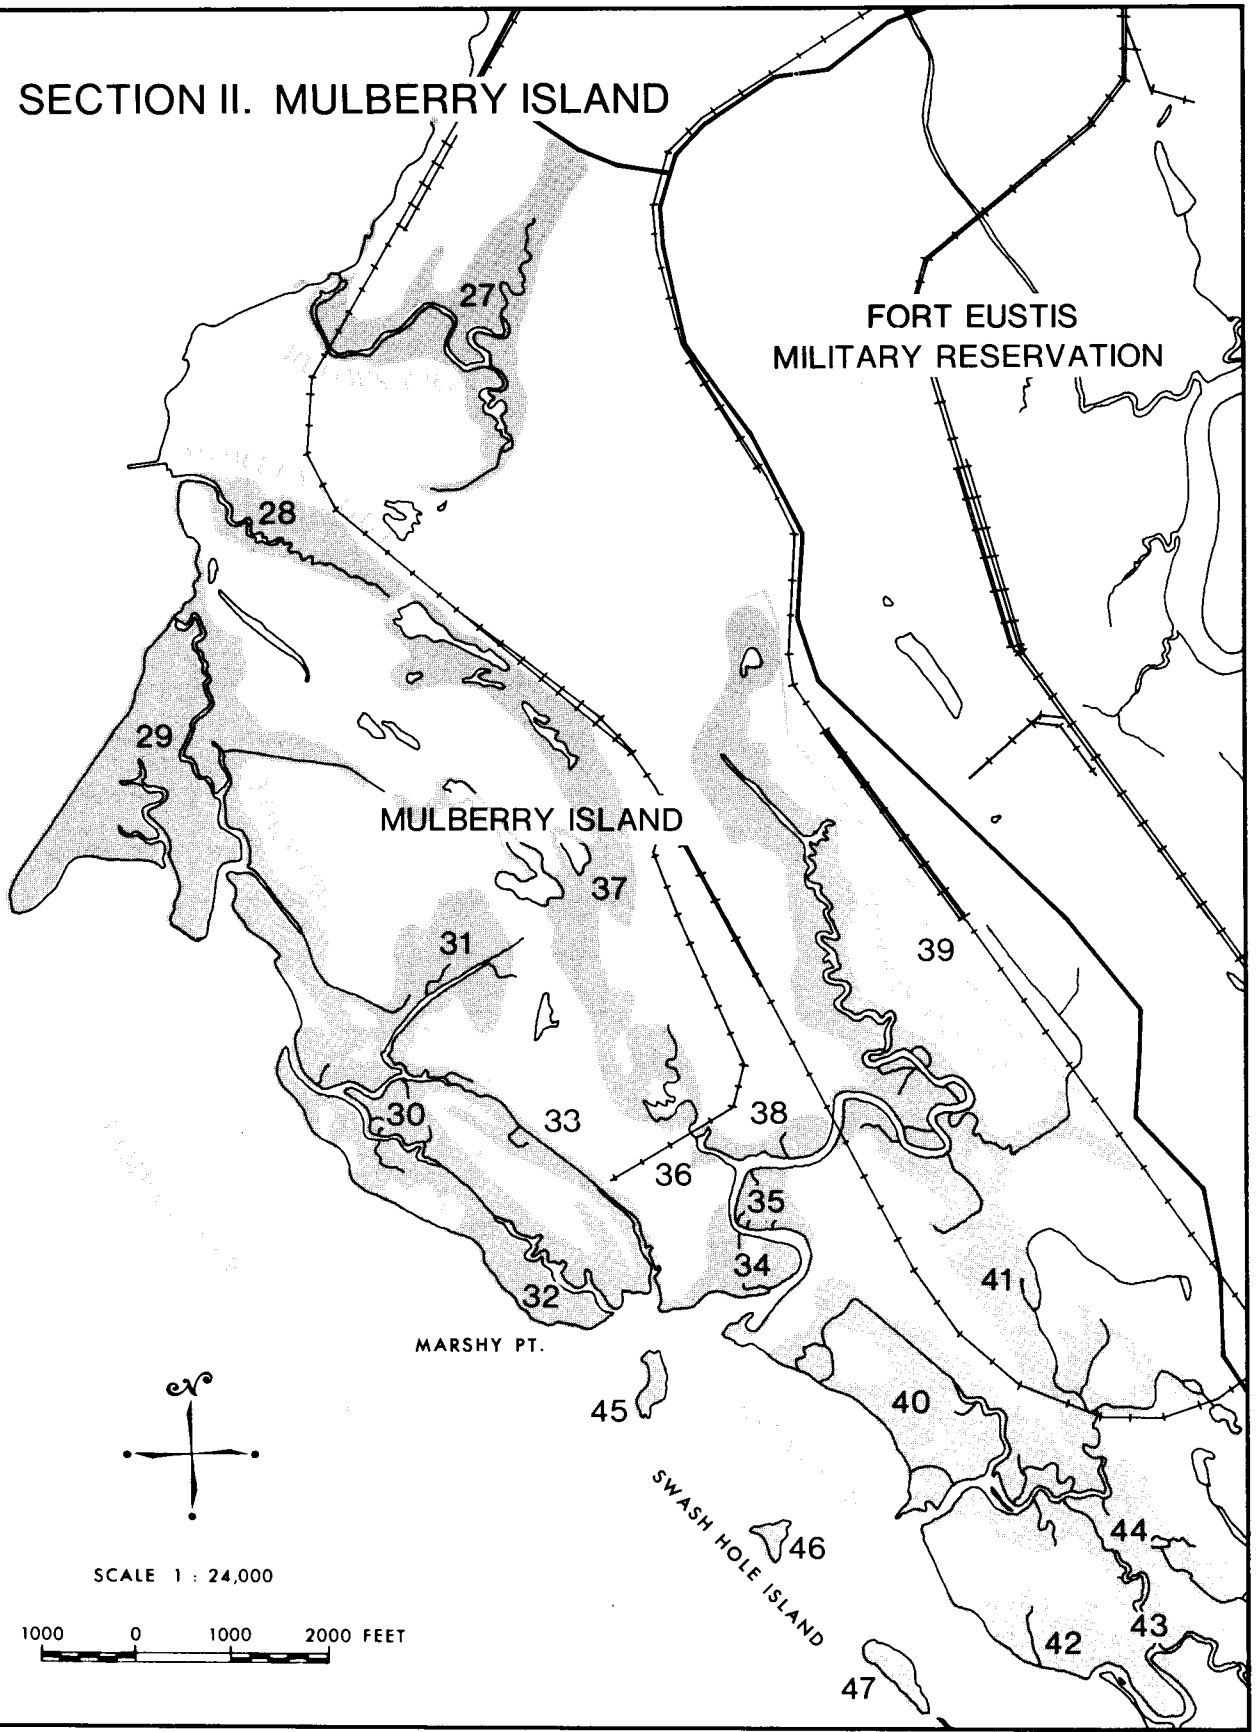 SECTION II. MULBERRY ISLAND
27
FORT EUSTIS
MILITARY RESERVATION
28
29
MULBERRY ISLAND
37
31
39
30
33
38
36
35
34
41
32
MARSHY PT.
N
45
40
SWASH HOLE ISLAND
46
44
SCALE 1 : 24,000
1000 0 1000 2000 FEET
43
42
47